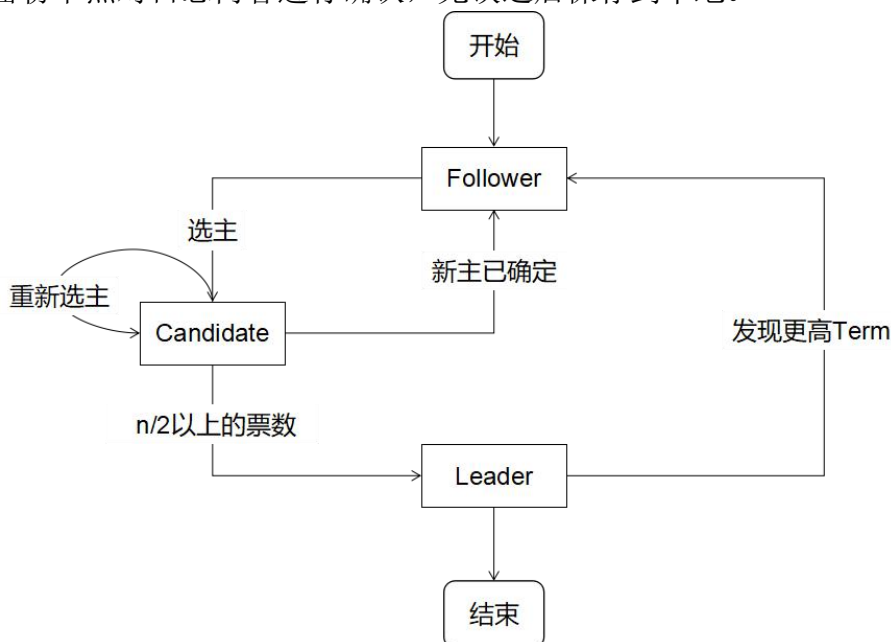 开始
Follower
选主
新主已确定
重新选主
Candidate
发现更高Term
n/2以上的票数
Leader
结束